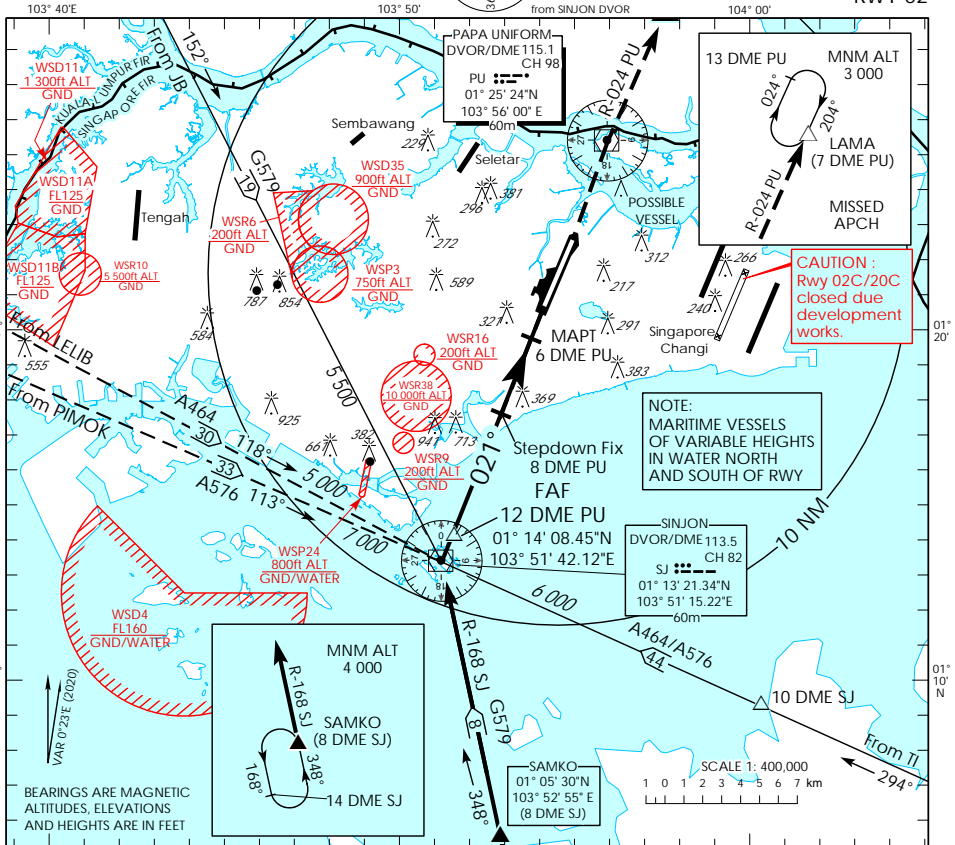 103° 40'E
103° 50'
from SINJON DVOR
104° 00'
From JB
152°
PAPA UNIFORM
DVOR/DME 115.1
CH 98
PU
01° 25' 24"N
103° 56' 00" E
60m
R-024 PU
13 DME PU
MNM ALT
3 000
024°
204°
LAMA
(7 DME PU)
R-024 PU
MISSED
APCH
WSD11
1 300ft ALT
GND
KUALA LUMPUR FIR
SINGAPORE FIR
Sembawang
229
Seletar
WSD35
900ft ALT
GND
G579
19
WSD11A
FL125
GND
Tengah
WSR6
200ft ALT
GND
296
381
POSSIBLE
VESSEL
272
312
WSD11B
FL125
GND
WSR10
5 500ft ALT
GND
WSP3
750ft ALT
GND
787
854
589
217
266
240
CAUTION :
Rwy 02C/20C
closed due
development
works.
584
321
291
Singapore
Changi
01°
20'
From LELIB
555
WSR16
200ft ALT
GND
MAPT
6 DME PU
383
From PIMOK
A464
30
118°
5 000
5 500
WSR38
10 000ft ALT
GND
369
925
NOTE:
MARITIME VESSELS
OF VARIABLE HEIGHTS
IN WATER NORTH
AND SOUTH OF RWY
661
382
941
713
WSR9
200ft ALT
GND
Stepdown Fix
8 DME PU
021°
33
A576
113°
7 000
FAF
12 DME PU
01° 14' 08.45"N
103° 51' 42.12"E
10 NM
WSP24
800ft ALT
GND/WATER
SINJON
DVOR/DME 113.5
CH 82
SJ
01° 13' 21.34"N
103° 51' 15.22"E
60m
6 000
WSD4
FL160
GND/WATER
A464/A576
44
R-168 SJ
G579
8
348°
01°
10'
N
10 DME SJ
MNM ALT
4 000
R-168 SJ
SAMKO
(8 DME SJ)
168°
348°
14 DME SJ
VAR 0°23'E (2020)
From TI
294°
SAMKO
01° 05' 30"N
103° 52' 55" E
(8 DME SJ)
SCALE 1: 400,000
1 0 1 2 3 4 5 6 7 km
BEARINGS ARE MAGNETIC
ALTITUDES, ELEVATIONS
AND HEIGHTS ARE IN FEET